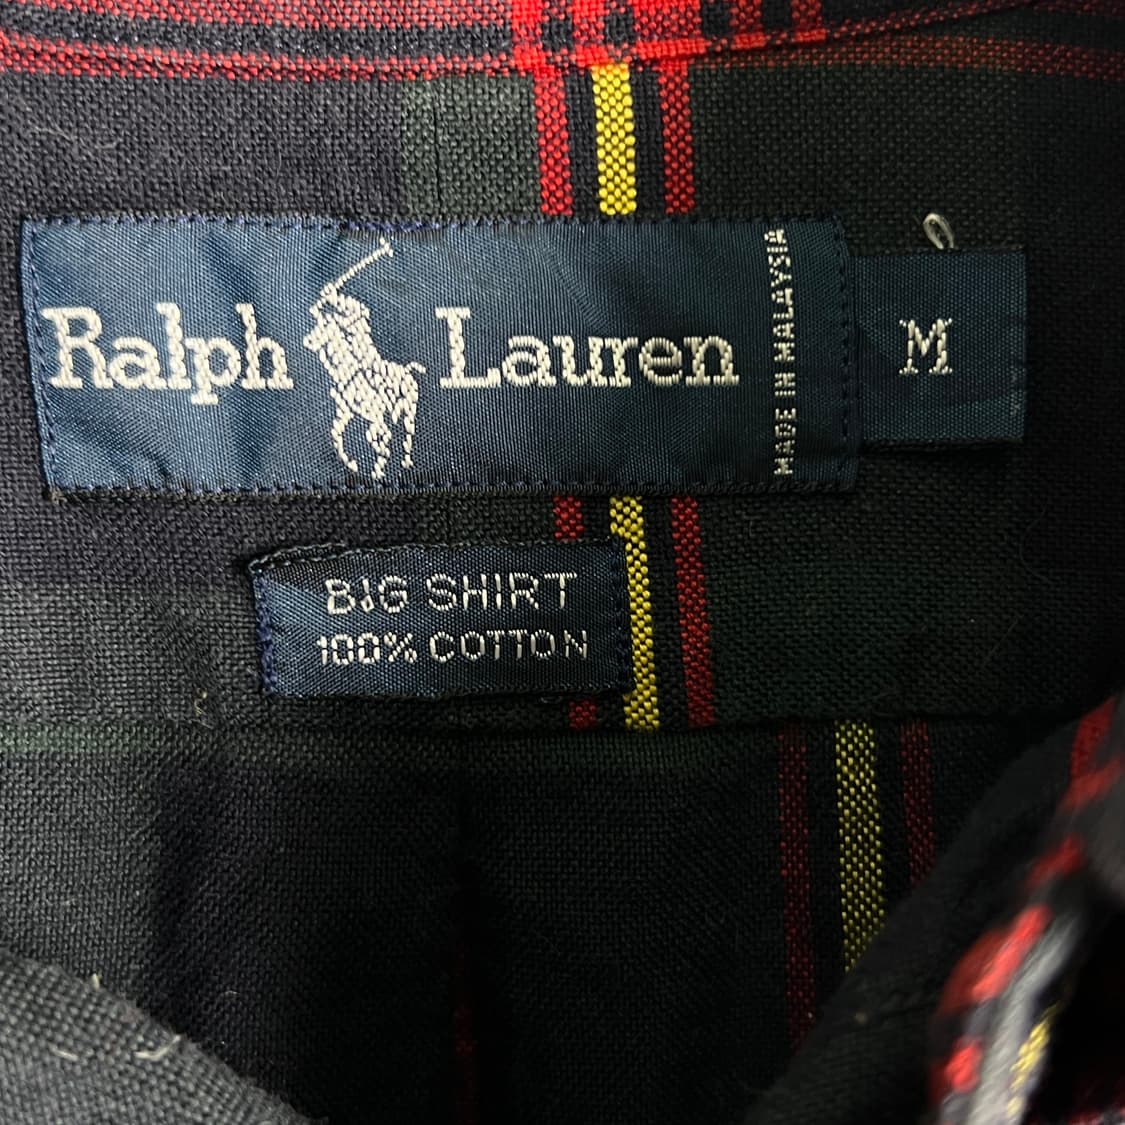 Ralph Lauren
MADE IN MALAYSIA
M
BIG SHIRT
100% COTTON